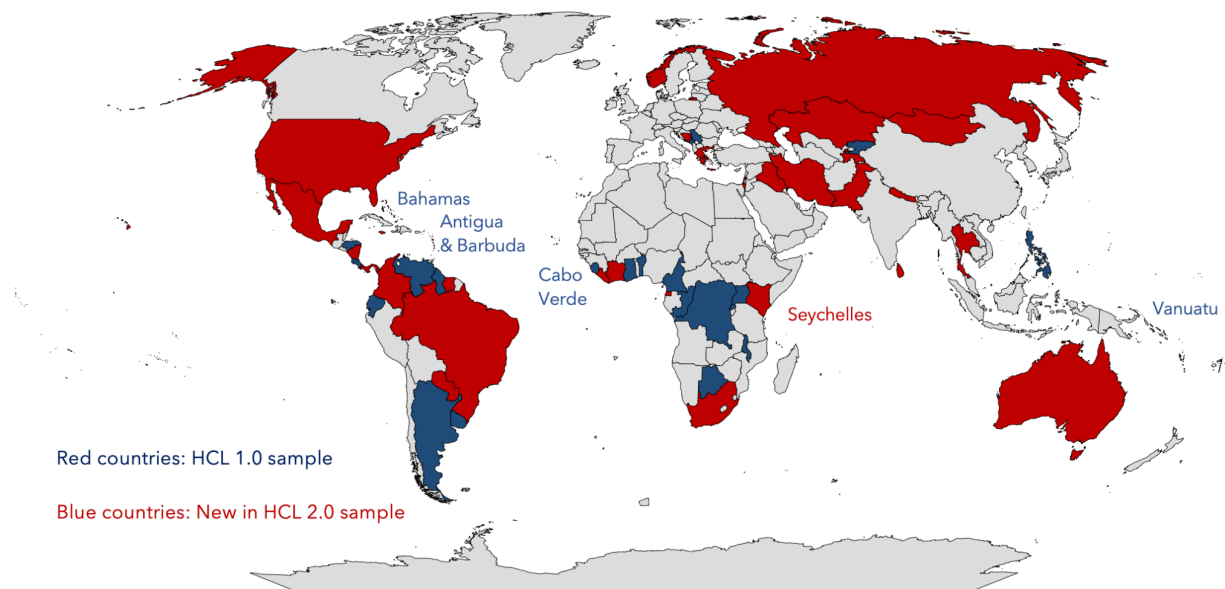 Bahamas
Antigua
& Barbuda
Cabo
Verde
Seychelles
Vanuatu
Red countries: HCL 1.0 sample
Blue countries: New in HCL 2.0 sample